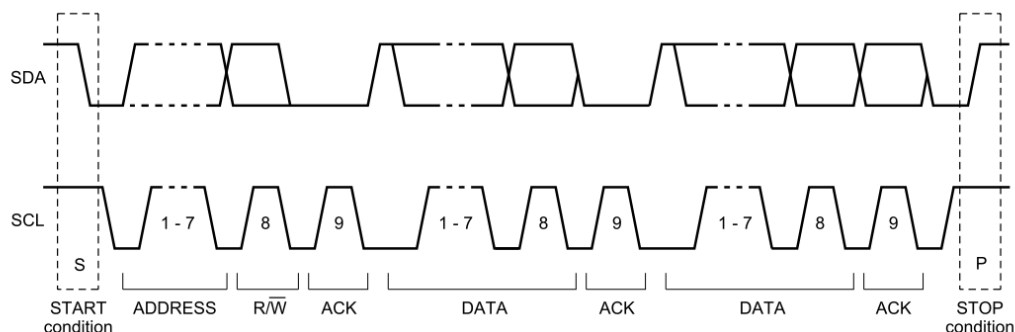 SDA
SCL
1 - 7 8 9 1 - 7 8 9 1 - 7 8 9
S P
START condition
ADDRESS
R/W̅
ACK
DATA
ACK
DATA
ACK
STOP condition